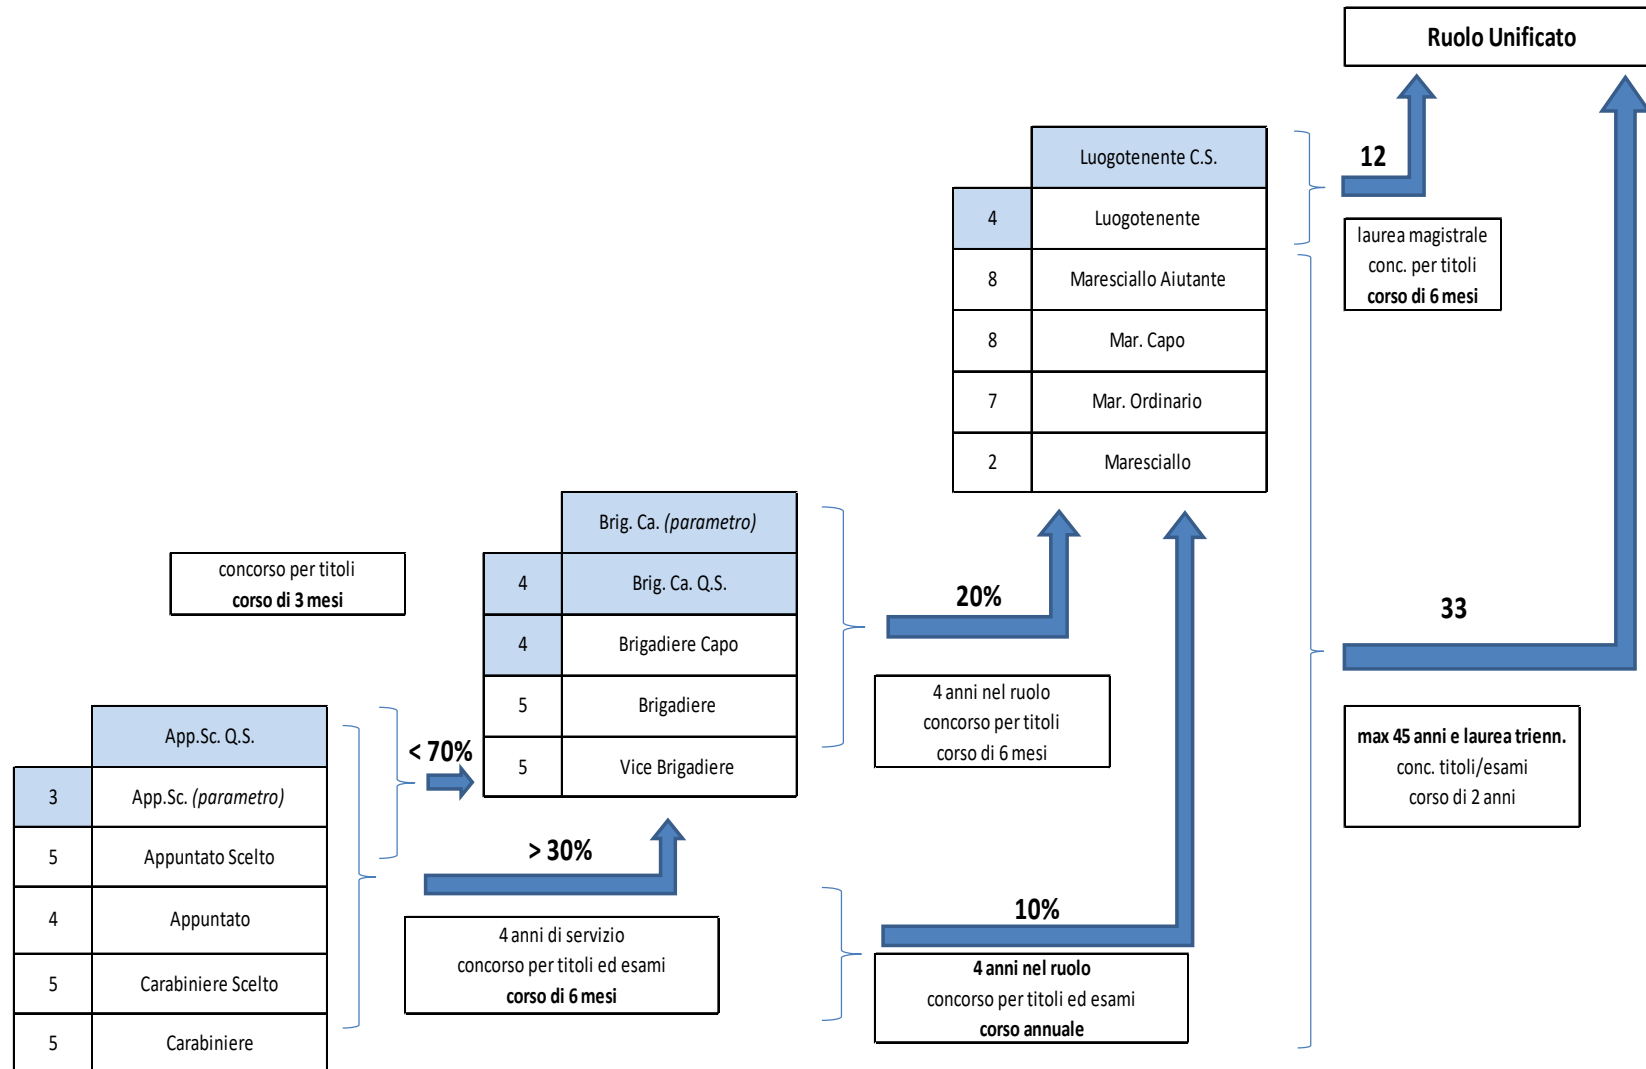 Ruolo Unificato
Luogotenente C.S.
4 Luogotenente
8 Maresciallo Aiutante
8 Mar. Capo
7 Mar. Ordinario
2 Maresciallo
12
laurea magistrale
conc. per titoli
corso di 6 mesi
Brig. Ca. (parametro)
4 Brig. Ca. Q.S.
4 Brigadiere Capo
5 Brigadiere
5 Vice Brigadiere
concorso per titoli
corso di 3 mesi
20%
4 anni nel ruolo
concorso per titoli
corso di 6 mesi
33
max 45 anni e laurea trienn.
conc. titoli/esami
corso di 2 anni
App.Sc. Q.S.
3 App.Sc. (parametro)
5 Appuntato Scelto
4 Appuntato
5 Carabiniere Scelto
5 Carabiniere
< 70%
> 30%
4 anni di servizio
concorso per titoli ed esami
corso di 6 mesi
10%
4 anni nel ruolo
concorso per titoli ed esami
corso annuale